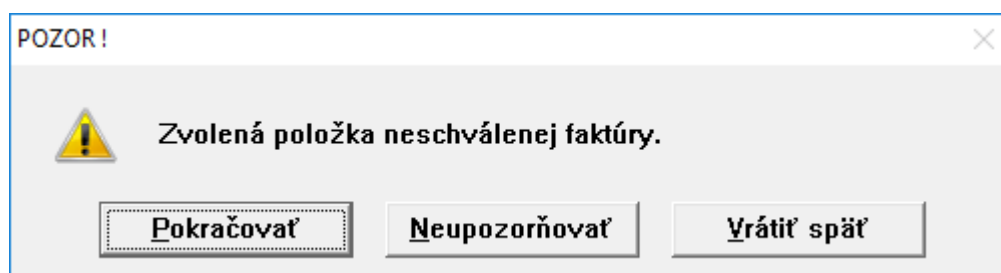 POZOR !
Zvolená položka neschválenej faktúry.
Pokračovať Neupozorňovať Vrátiť späť